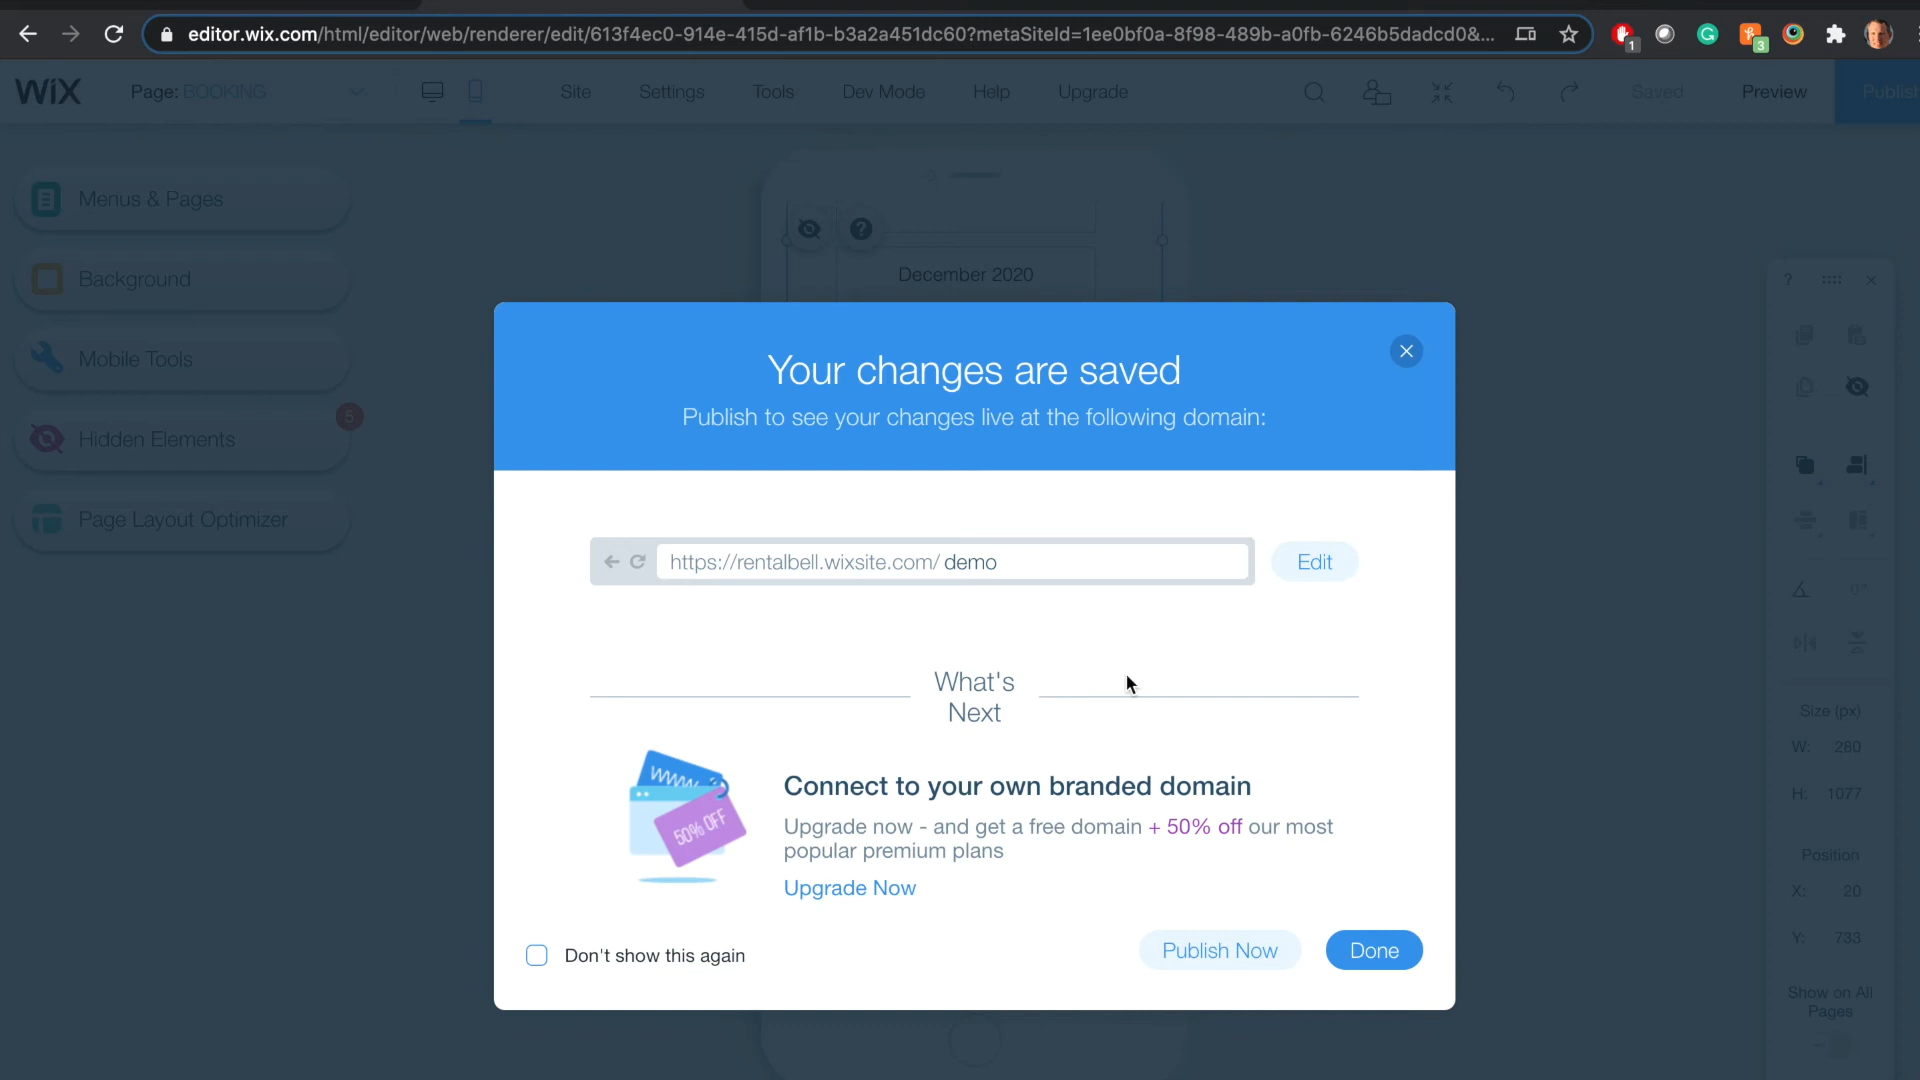 editor.wix.com/html/editor/web/renderer/edit/613f4ec0-914e-415d-af1b-b3a2a451dc60?metaSiteId=1ee0bf0a-8f98-489b-a0fb-6246b5dadcd0&...
1
3
WiX
Page: BOOKING
Site
Settings
Tools
Dev Mode
Help
Upgrade
Saved
Preview
Publish
Menus & Pages
Background
Mobile Tools
Hidden Elements
5
Page Layout Optimizer
?
December 2020
Your changes are saved
Publish to see your changes live at the following domain:
https://rentalbell.wixsite.com/ demo
Edit
What's
Next
www.
50% OFF
Connect to your own branded domain
Upgrade now - and get a free domain + 50% off our most
popular premium plans
Upgrade Now
Don't show this again
Publish Now
Done
?
0°
Size (px)
W: 280
H: 1077
Position
X: 20
Y: 733
Show on All
Pages